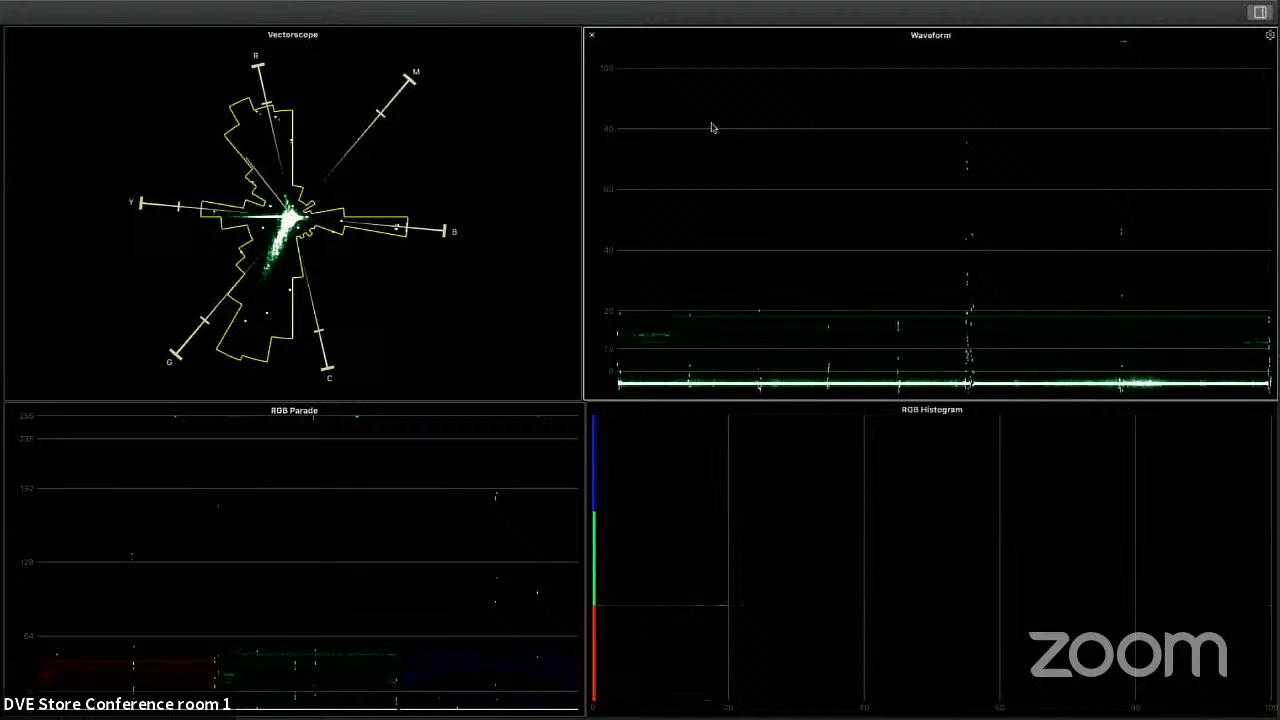 Vectorscope
R
M
Y
B
G
C
Waveform
100
80
60
40
20
7.5
0
RGB Parade
255
235
192
128
64
RGB Histogram
0 20 40 60 80 100
zoom
DVE Store Conference room 1